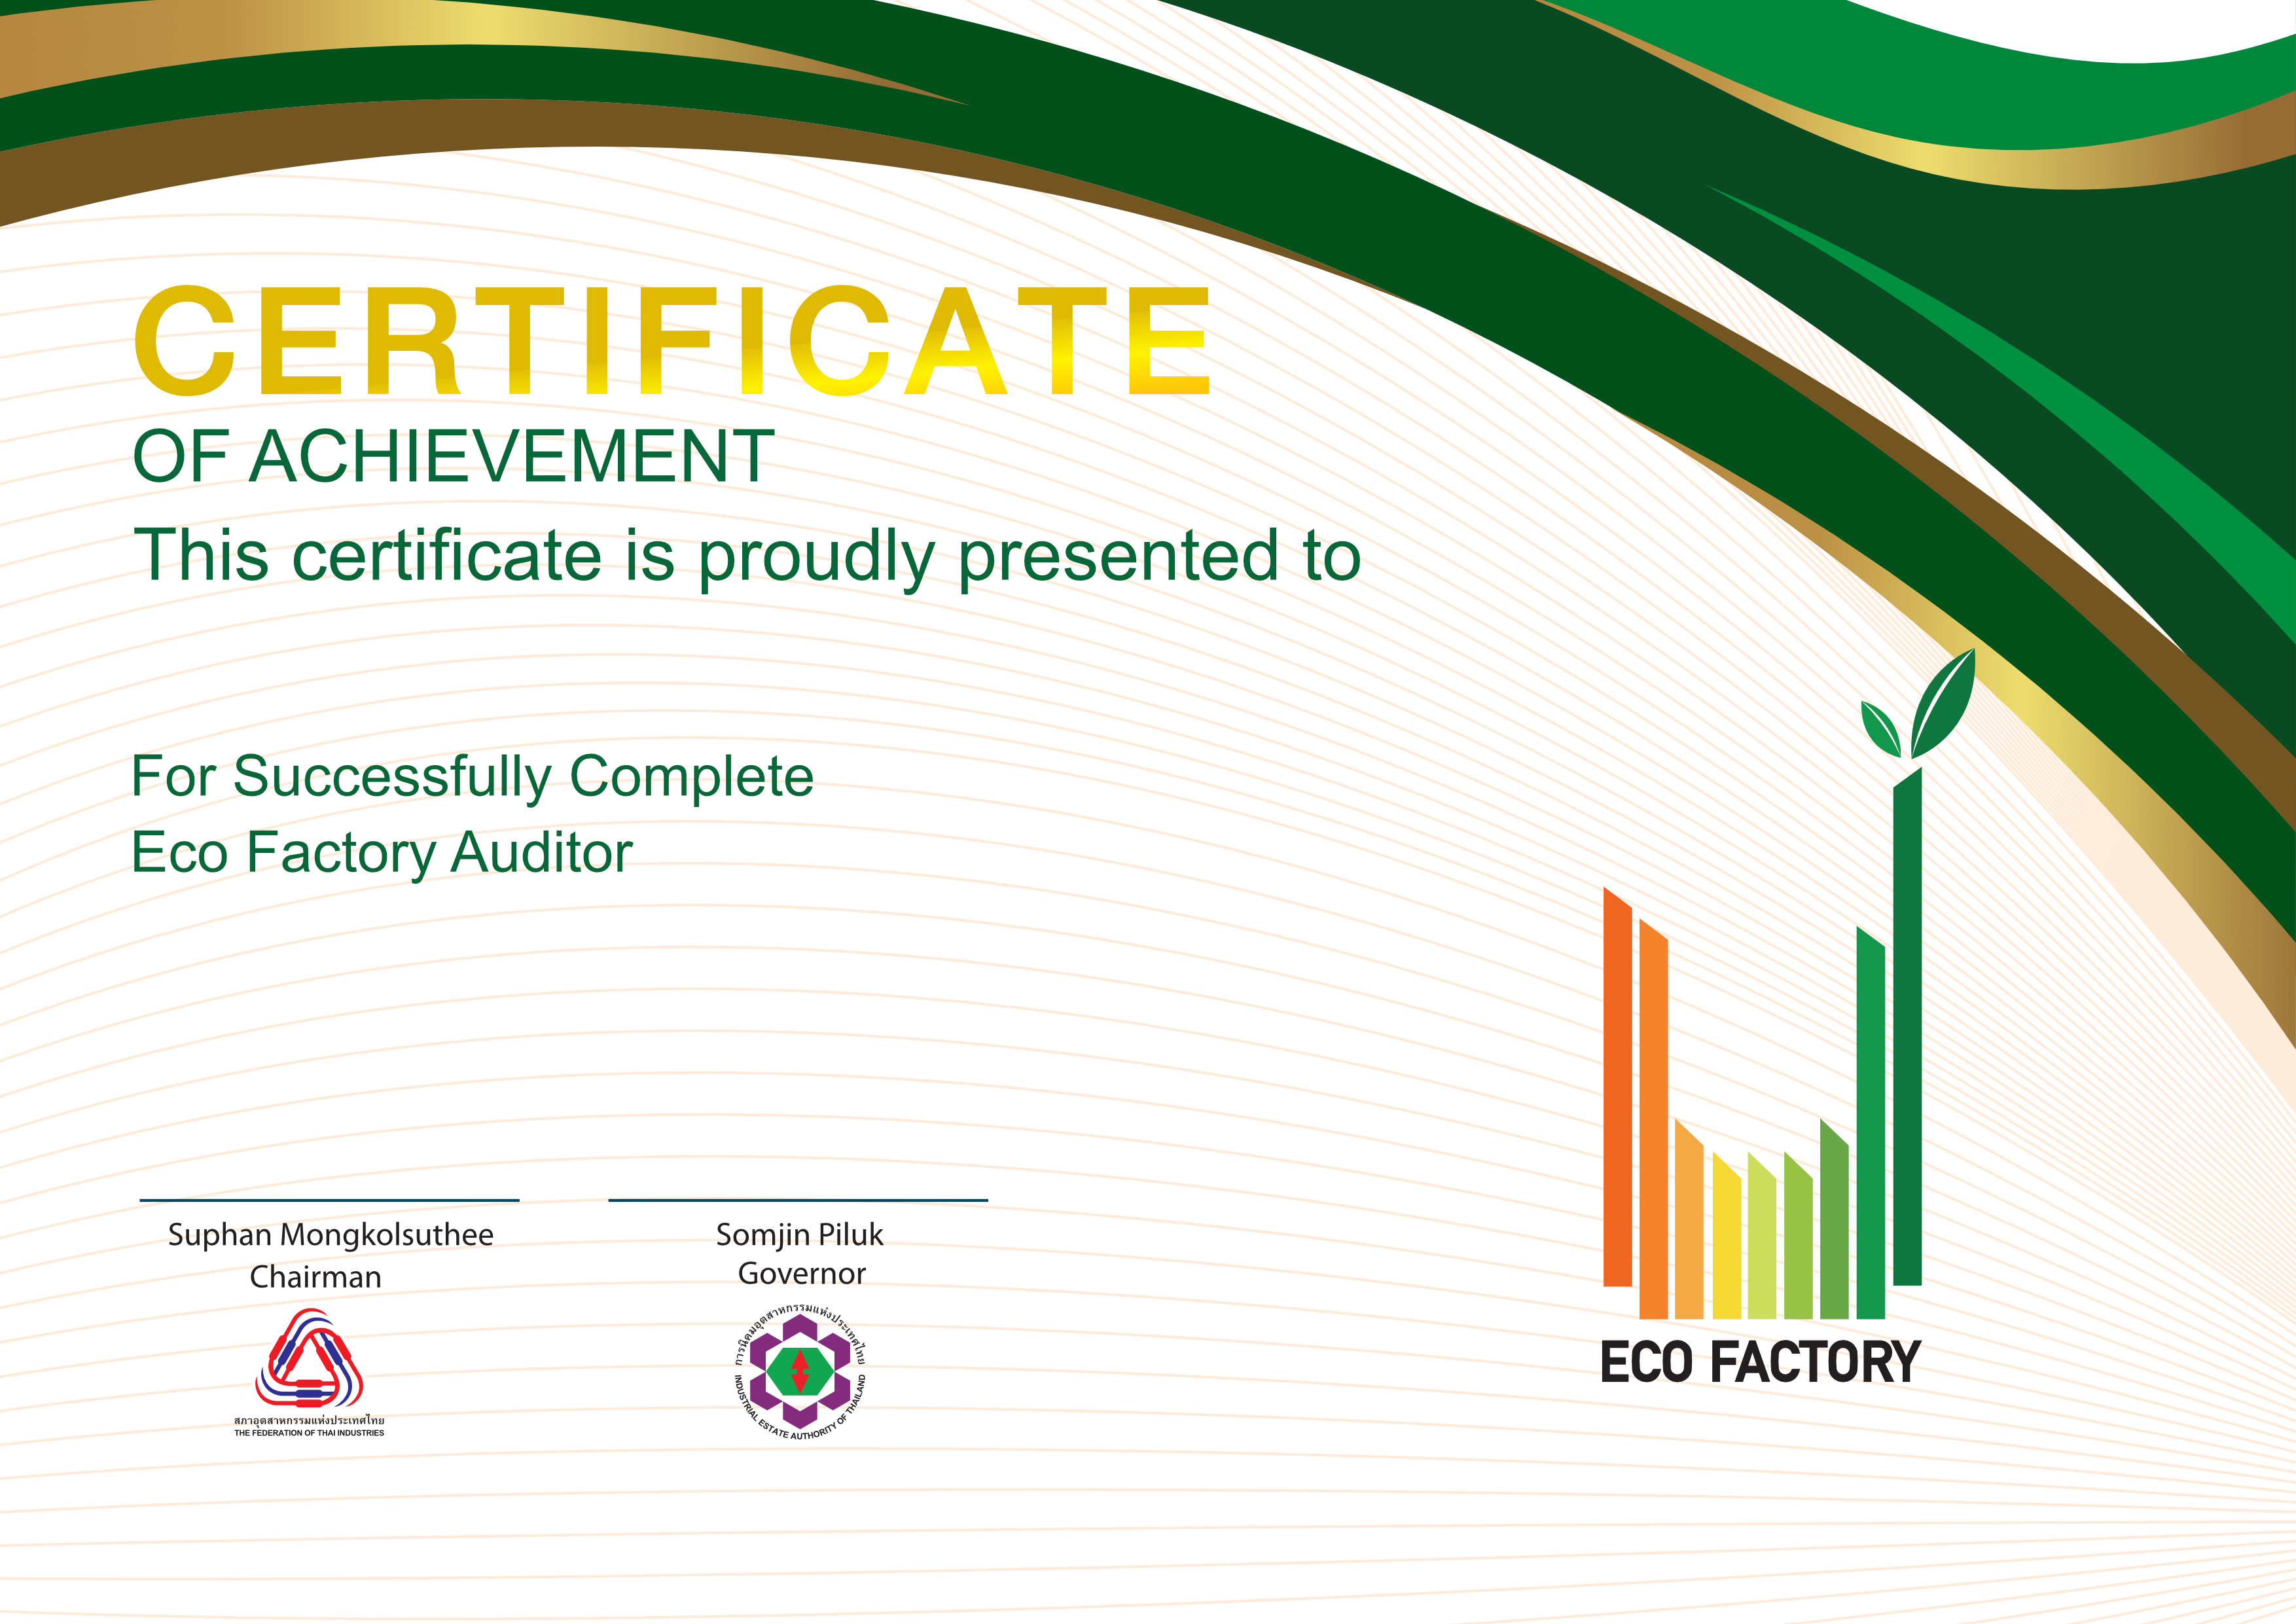 CERTIFICATE
OF ACHIEVEMENT
This certificate is proudly presented to
For Successfully Complete
Eco Factory Auditor
Suphan Mongkolsuthee
Chairman
สภาอุตสาหกรรมแห่งประเทศไทย
THE FEDERATION OF THAI INDUSTRIES
Somjin Piluk
Governor
การนิคมอุตสาหกรรมแห่งประเทศไทย
INDUSTRIAL ESTATE AUTHORITY OF THAILAND
ECO FACTORY